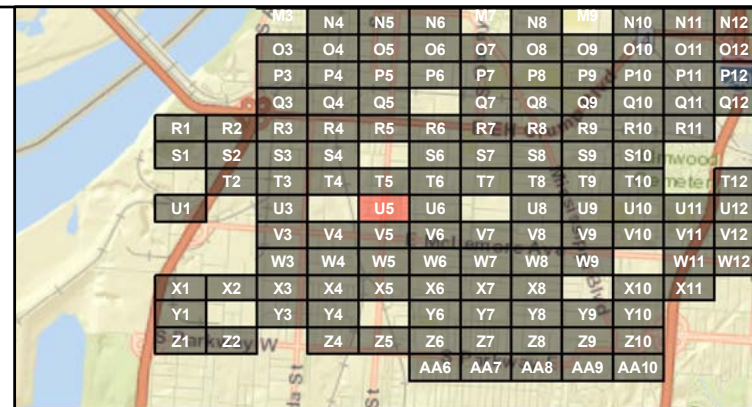 M3 N4 N5 N6 M7 N8 M9 N10 N11 N12
O3 O4 O5 O6 O7 O8 O9 O10 O11 O12
P3 P4 P5 P6 P7 P8 P9 P10 P11 P12
Q3 Q4 Q5 Q7 Q8 Q9 Q10 Q11 Q12
R1 R2 R3 R4 R5 R6 R7 R8 R9 R10 R11
S1 S2 S3 S4 S6 S7 S8 S9 S10
T2 T3 T4 T5 T6 T7 T8 T9 T10 T12
U1 U3 U5 U6 U8 U9 U10 U11 U12
V3 V4 V5 V6 V7 V8 V9 V10 V11 V12
E McLemore Ave
W3 W4 W5 W6 W7 W8 W9 W11 W12
X1 X2 X3 X4 X5 X6 X7 X8 X10 X11
Y1 Y3 Y4 Y6 Y7 Y8 Y9 Y10
S Parkway W
Z1 Z2 Z4 Z5 Z6 Z7 Z8 Z9 Z10
AA6 AA7 AA8 AA9 AA10